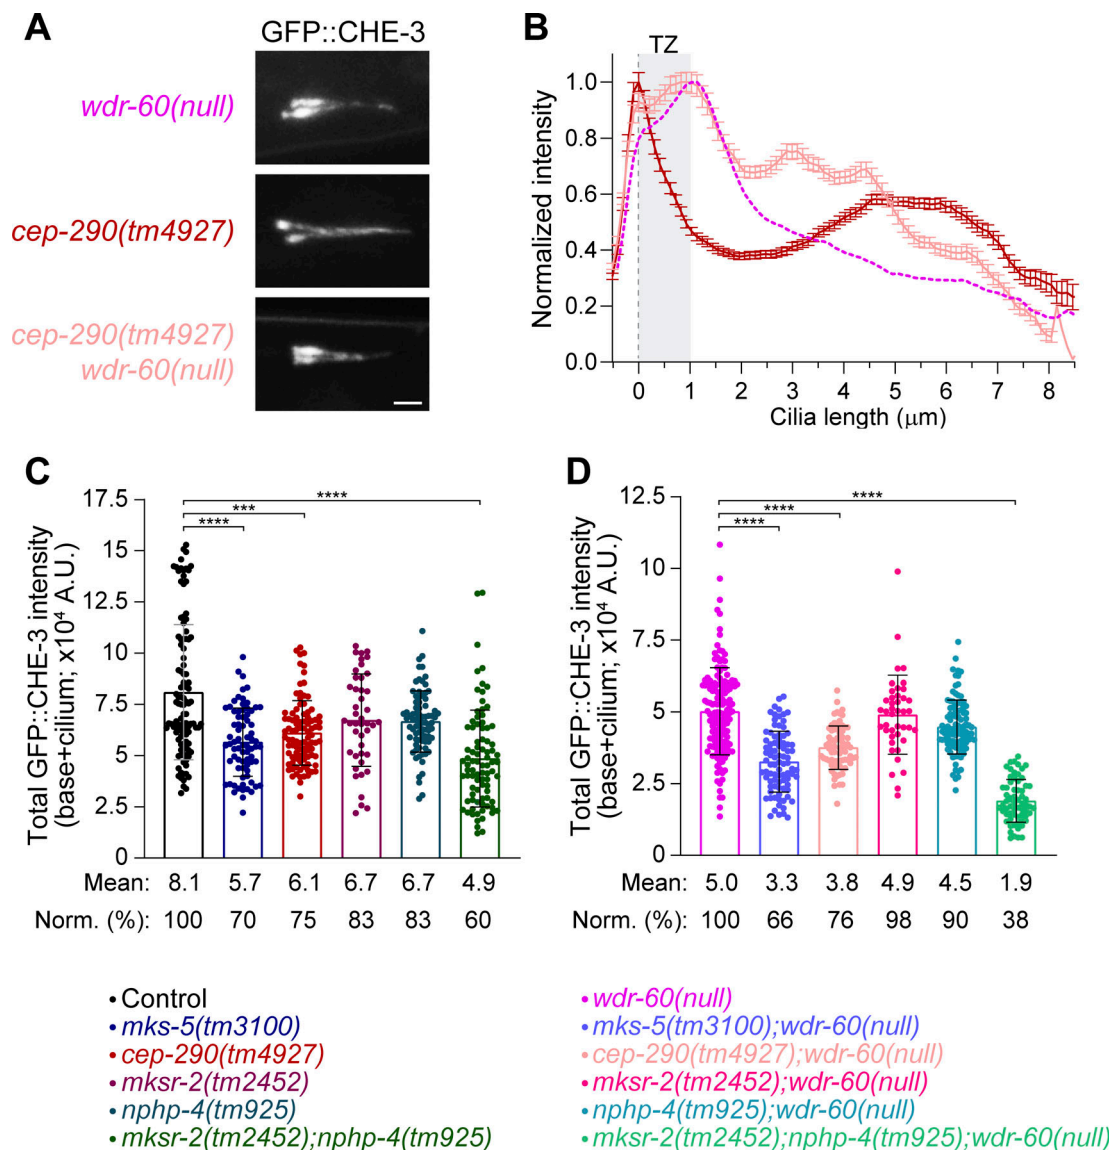 A
GFP::CHE-3
wdr-60(null)
cep-290(tm4927)
cep-290(tm4927)
wdr-60(null)
B
TZ
Normalized intensity
1.0
0.8
0.6
0.4
0.2
0.0
0 1 2 3 4 5 6 7 8
Cilia length (μm)
C
Total GFP::CHE-3 intensity
(base+cilium; x10⁴ A.U.)
17.5
15
12.5
10
7.5
5
2.5
0
****
***
****
Mean: 8.1 5.7 6.1 6.7 6.7 4.9
Norm. (%): 100 70 75 83 83 60
D
Total GFP::CHE-3 intensity
(base+cilium; x10⁴ A.U.)
12.5
10
7.5
5
2.5
0
****
****
****
Mean: 5.0 3.3 3.8 4.9 4.5 1.9
Norm. (%): 100 66 76 98 90 38
Control
mks-5(tm3100)
cep-290(tm4927)
mksr-2(tm2452)
nphp-4(tm925)
mksr-2(tm2452);nphp-4(tm925)
wdr-60(null)
mks-5(tm3100);wdr-60(null)
cep-290(tm4927);wdr-60(null)
mksr-2(tm2452);wdr-60(null)
nphp-4(tm925);wdr-60(null)
mksr-2(tm2452);nphp-4(tm925);wdr-60(null)